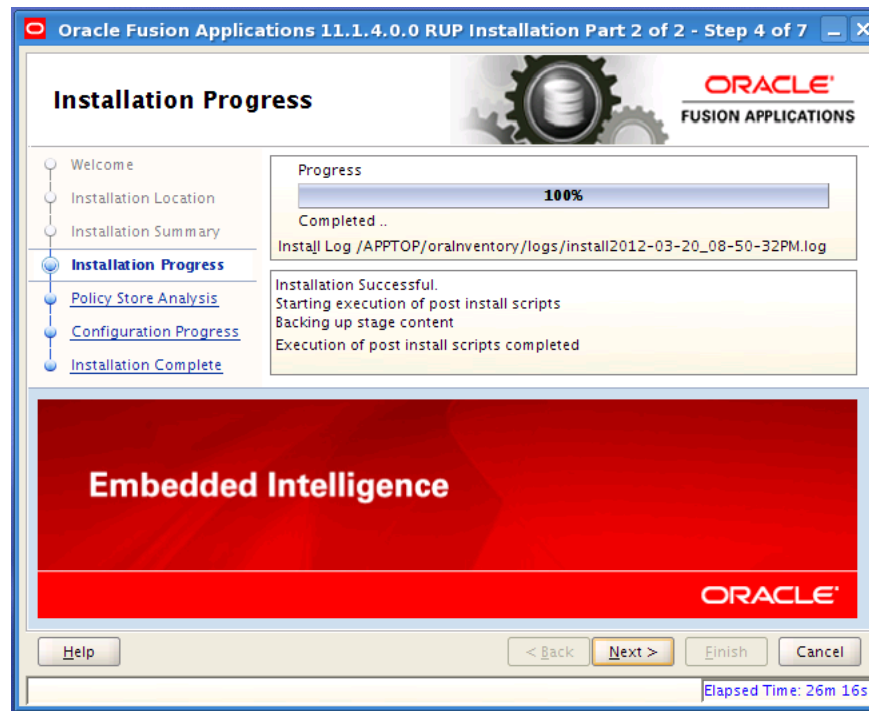 Oracle Fusion Applications 11.1.4.0.0 RUP Installation Part 2 of 2 - Step 4 of 7
Installation Progress
ORACLE
FUSION APPLICATIONS
Welcome
Installation Location
Installation Summary
Installation Progress
Policy Store Analysis
Configuration Progress
Installation Complete
Progress
100%
Completed ..
Install Log /APPTOP/oraInventory/logs/install2012-03-20_08-50-32PM.log
Installation Successful.
Starting execution of post install scripts
Backing up stage content
Execution of post install scripts completed
Embedded Intelligence
ORACLE
Help
< Back
Next >
Finish
Cancel
Elapsed Time: 26m 16s